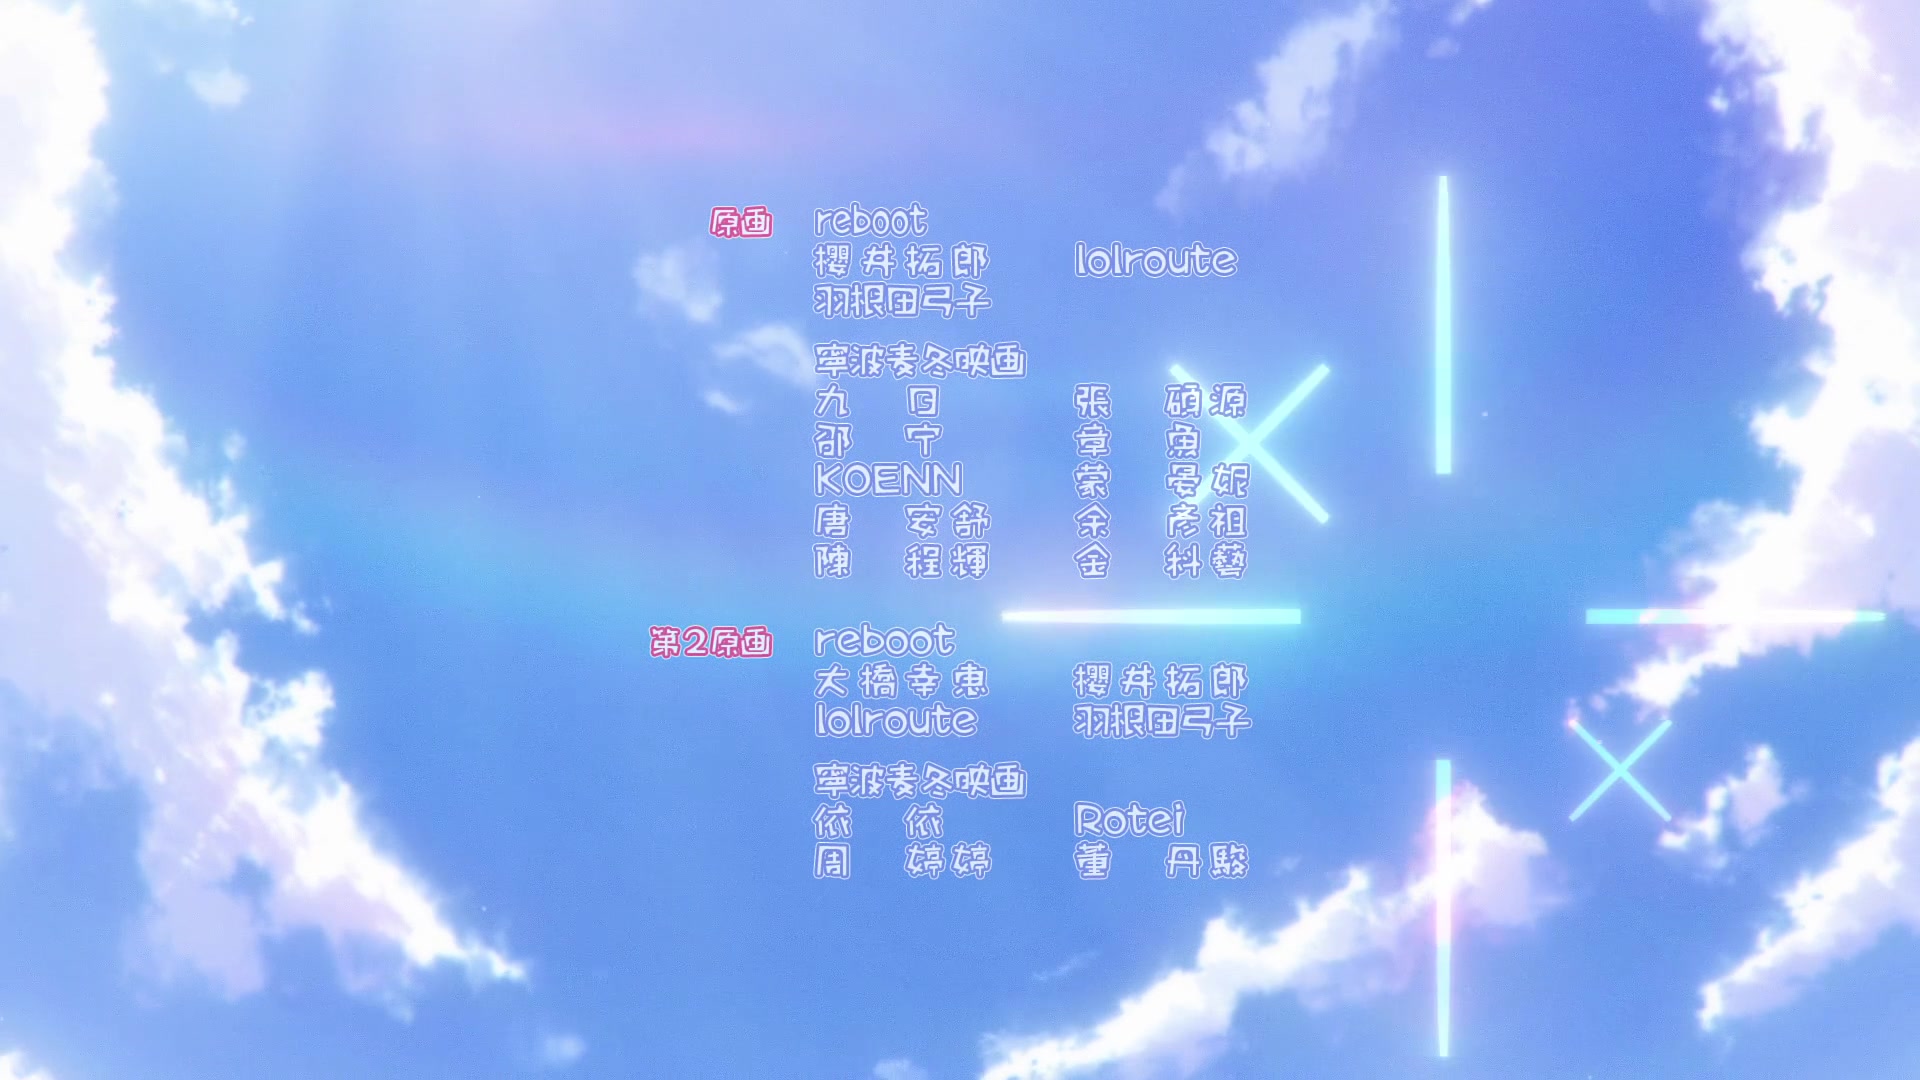 原画 reboot
櫻井拓郎 lolroute
羽根田弓子
寧波麦冬映画
九 囸 張 碩源
邵 宁 章 魚
KOENN 蒙 晏妮
唐 安舒 余 彦祖
陳 程輝 金 科藝
第2原画 reboot
大橋幸恵 櫻井拓郎
lolroute 羽根田弓子
寧波麦冬映画
依 依 Rotei
周 婷婷 董 丹駿